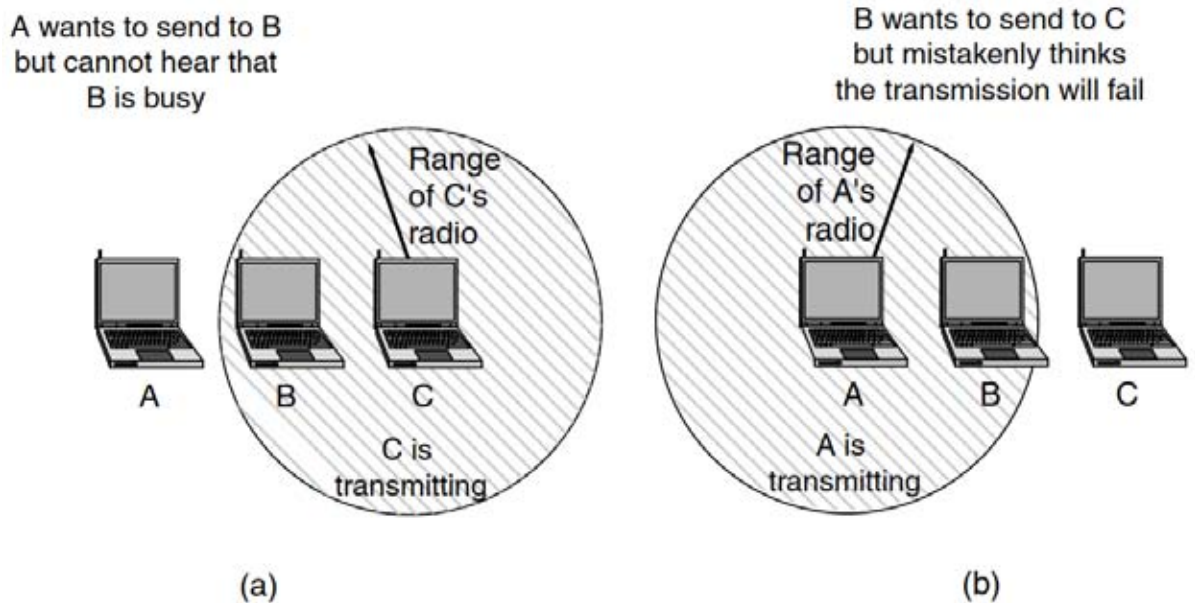 A wants to send to B
but cannot hear that
B is busy
Range
of C's
radio
A
B
C
C is
transmitting
(a)
B wants to send to C
but mistakenly thinks
the transmission will fail
Range
of A's
radio
A
B
C
A is
transmitting
(b)